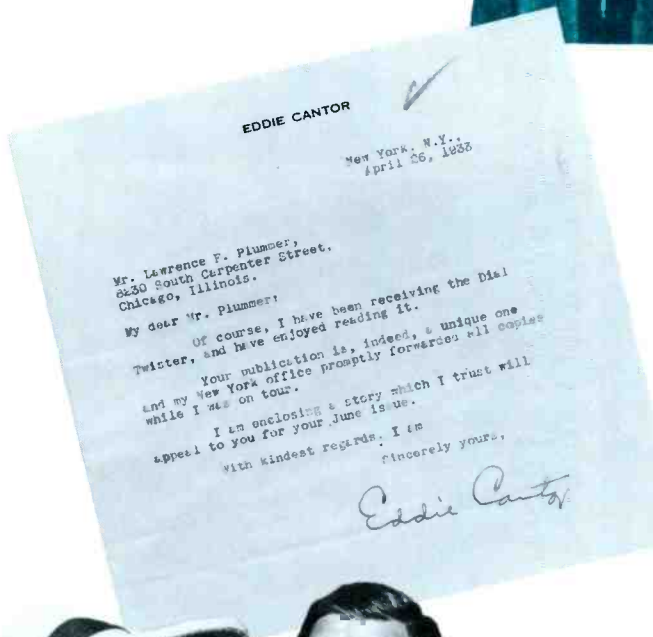 EDDIE CANTOR
New York, N.Y.,
April 26, 1933
Mr. Lawrence F. Plummer,
8230 South Carpenter Street,
Chicago, Illinois.
My dear Mr. Plummer:
Of course, I have been receiving the Dial
Twister, and have enjoyed reading it.
Your publication is, indeed, a unique one
and my New York office promptly forwarded all copies
while I was on tour.
I am enclosing a story which I trust will
appeal to you for your June issue.
With kindest regards, I am
Sincerely yours,
Eddie Cantor